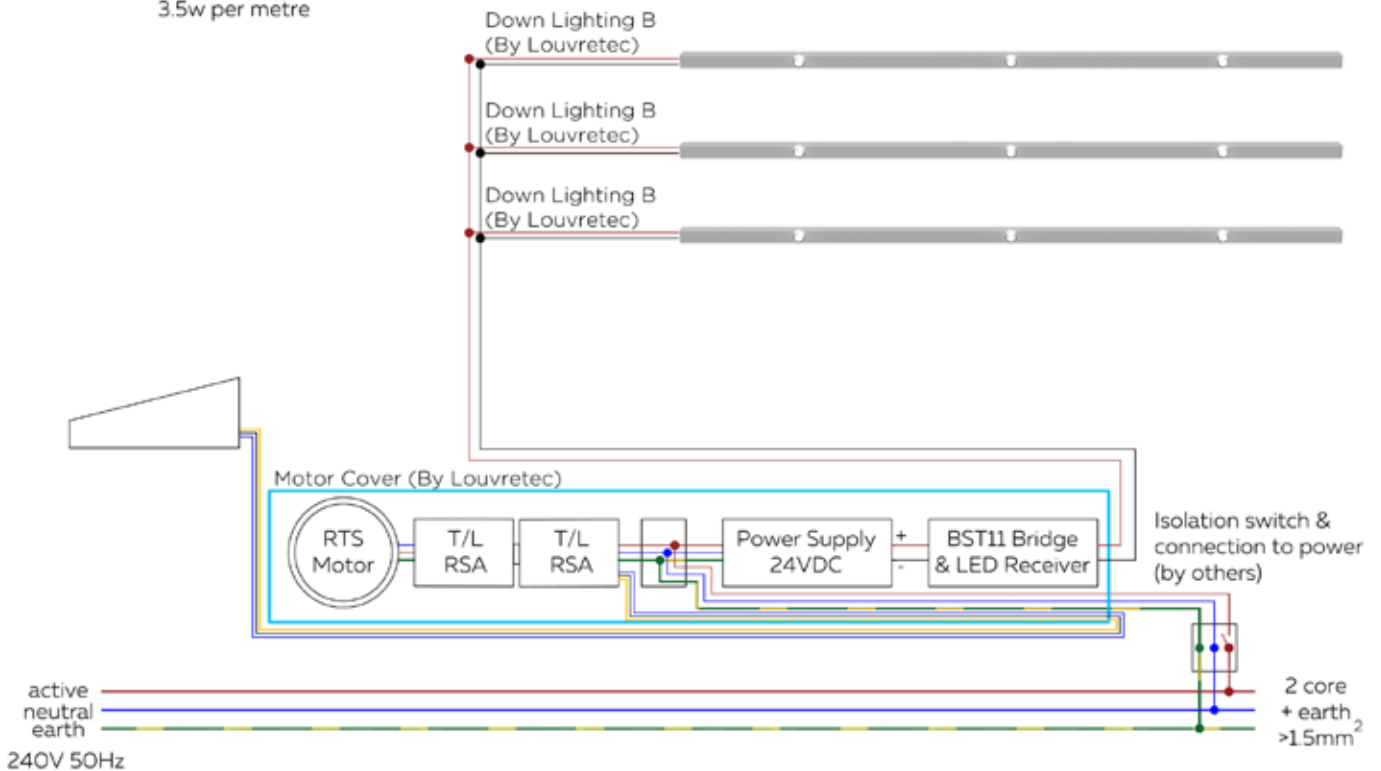 3.5w per metre
Down Lighting B
(By Louvretec)
Down Lighting B
(By Louvretec)
Down Lighting B
(By Louvretec)
Motor Cover (By Louvretec)
RTS
Motor
T/L
RSA
T/L
RSA
Power Supply
24VDC
+
-
BST11 Bridge
& LED Receiver
Isolation switch &
connection to power
(by others)
active
neutral
earth
240V 50Hz
2 core
+ earth
>1.5mm²